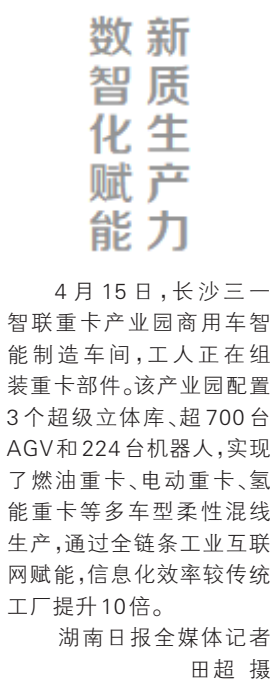 数智化赋能
新质生产力
4月15日,长沙三一
智联重卡产业园商用车智
能制造车间,工人正在组
装重卡部件。该产业园配置
3个超级立体库、超700台
AGV和224台机器人,实现
了燃油重卡、电动重卡、氢
能重卡等多车型柔性混线
生产,通过全链条工业互联
网赋能,信息化效率较传统
工厂提升10倍。
湖南日报全媒体记者
田超 摄